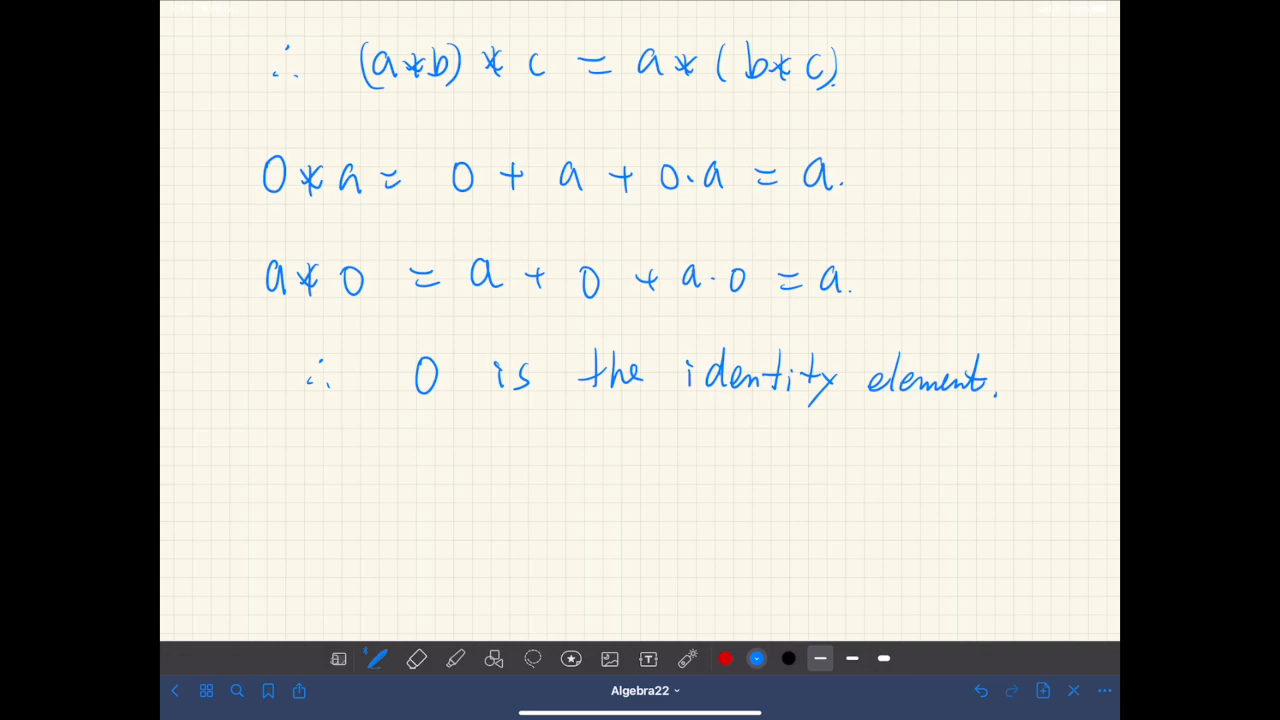 ∴ (a*b) * c = a* ( b* c).
0 * a = 0 + a + 0·a = a.
a * 0 = a + 0 + a·0 = a.
∴ 0 is the identity element.
Algebra22